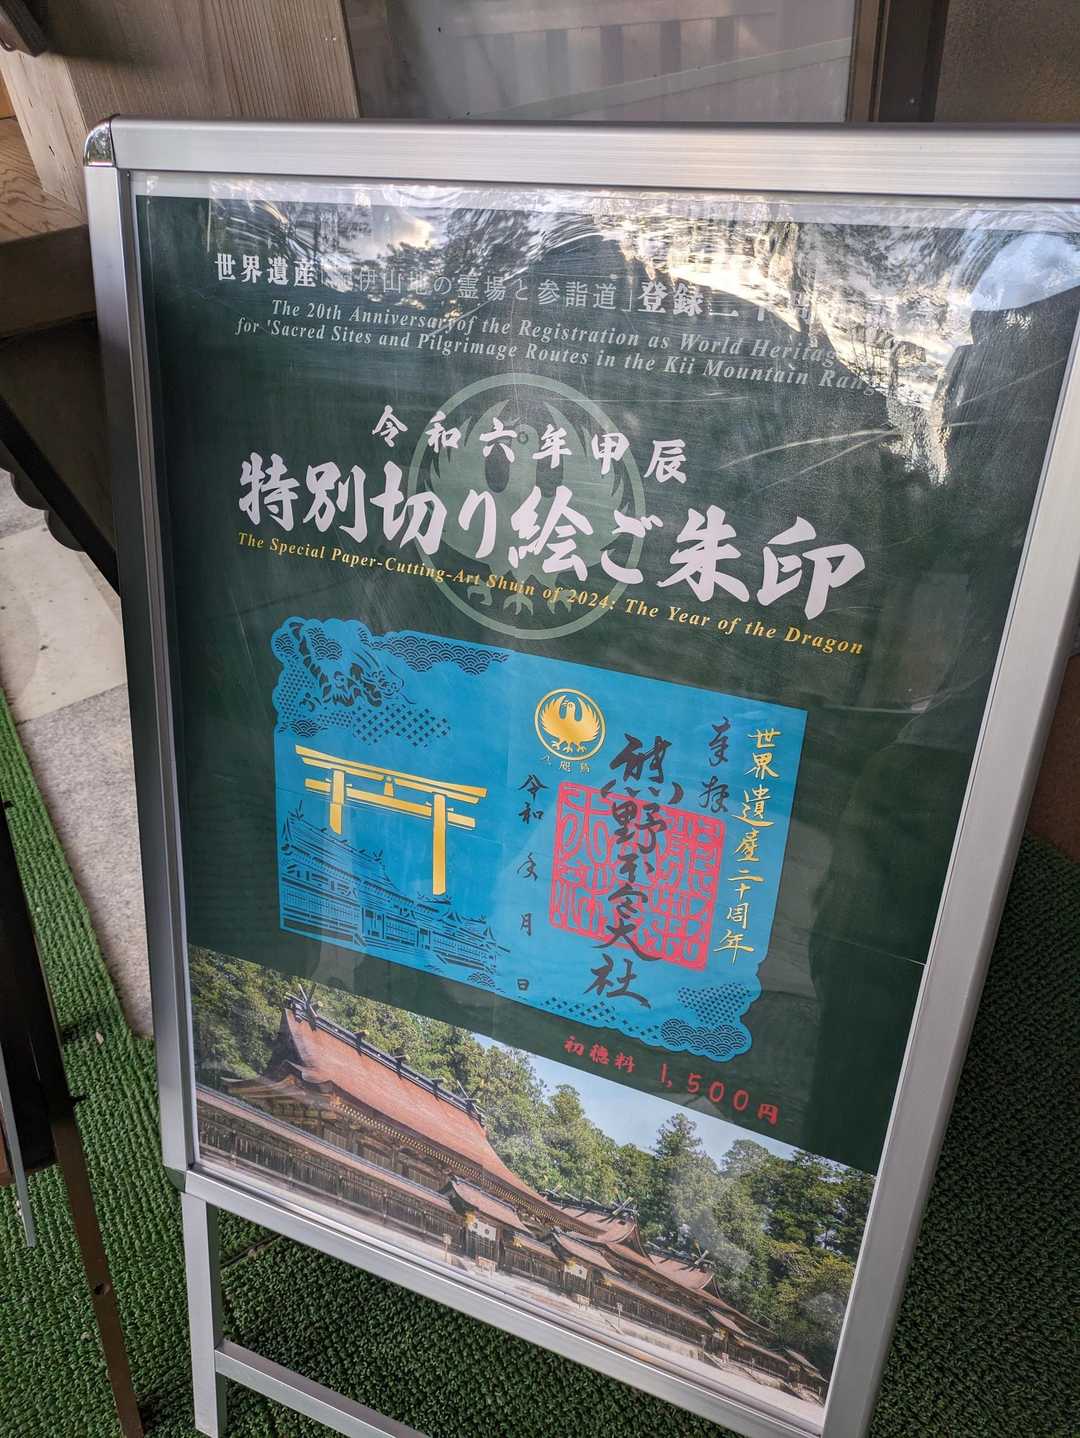 世界遺産「紀伊山地の霊場と参詣道」登録二十周年
The 20th Anniversary of the Registration as World Heritage
for 'Sacred Sites and Pilgrimage Routes in the Kii Mountain Range
令和六年甲辰
特別切り絵ご朱印
The Special Paper-Cutting-Art Shuin of 2024: The Year of the Dragon
世界遺産二十周年
奉拝
熊野本宮大社
八咫烏
令和 年 月 日
初穂料 1,500円